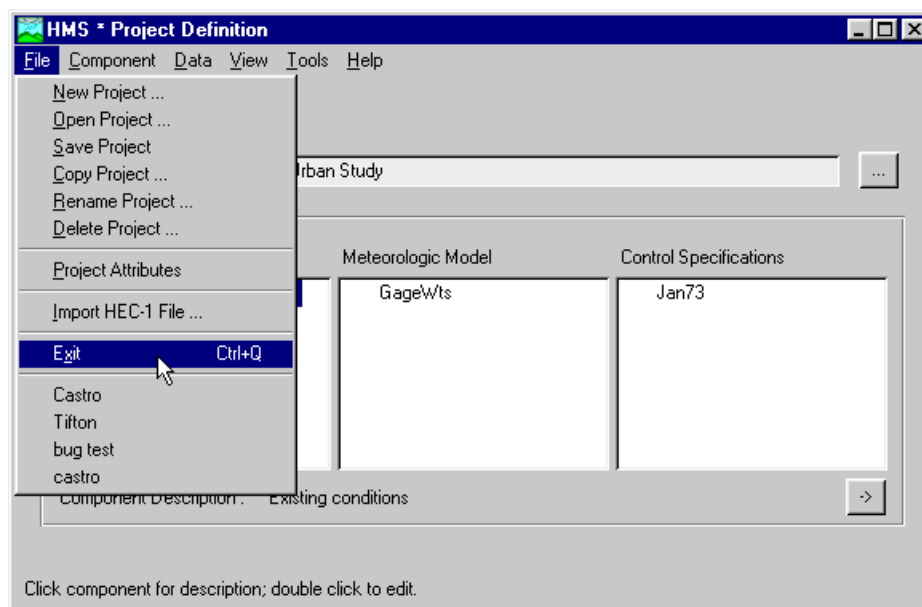 HMS * Project Definition
File Component Data View Tools Help
New Project ...
Open Project ...
Save Project
Copy Project ...
Rename Project ...
Delete Project ...
Project Attributes
Import HEC-1 File ...
Exit Ctrl+Q
Castro
Tifton
bug test
castro
Urban Study
...
Meteorologic Model
GageWts
Control Specifications
Jan73
Component Description : Existing conditions
->
Click component for description; double click to edit.